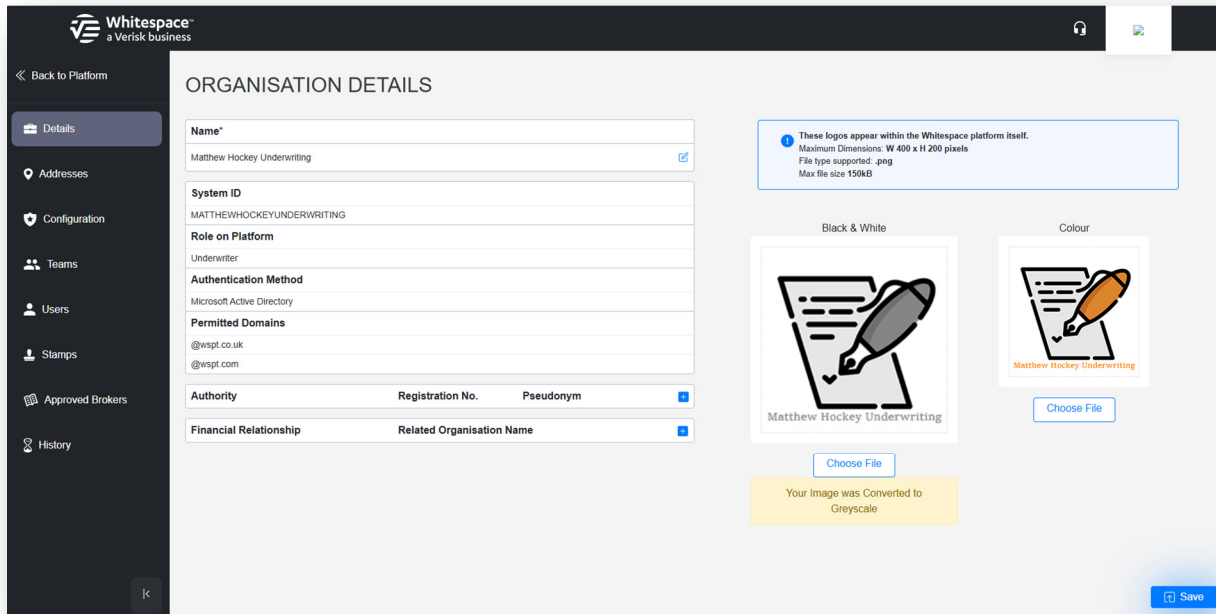 Whitespace™
a Verisk business
Back to Platform
Details
Addresses
Configuration
Teams
Users
Stamps
Approved Brokers
History
ORGANISATION DETAILS
Name*
Matthew Hockey Underwriting
System ID
MATTHEWHOCKEYUNDERWRITING
Role on Platform
Underwriter
Authentication Method
Microsoft Active Directory
Permitted Domains
@wspt.co.uk
@wspt.com
Authority Registration No. Pseudonym
Financial Relationship Related Organisation Name
These logos appear within the Whitespace platform itself.
Maximum Dimensions: W 400 x H 200 pixels
File type supported: .png
Max file size 150kB
Black & White
Matthew Hockey Underwriting
Choose File
Your Image was Converted to
Greyscale
Colour
Matthew Hockey Underwriting
Choose File
Save